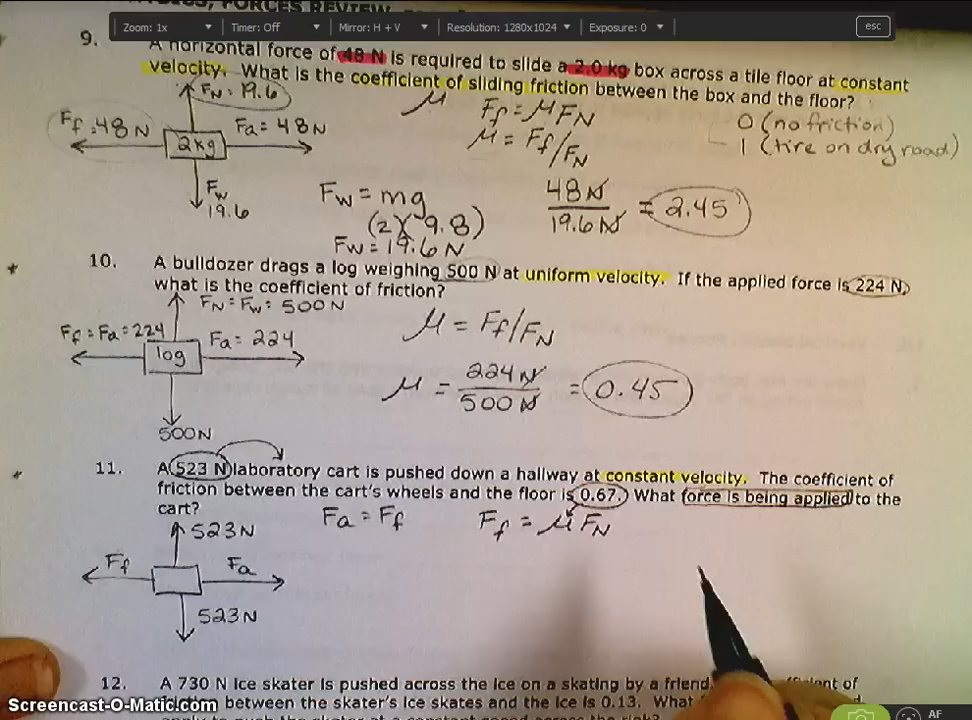 PHYSICS, FORCES REVIEW
Zoom: 1x Timer: Off Mirror: H + V Resolution: 1280x1024 Exposure: 0 esc
9. A horizontal force of 48 N is required to slide a 2.0 kg box across a tile floor at constant
velocity. What is the coefficient of sliding friction between the box and the floor?
FN = 19.6
μ
Ff = μFN
0 (no friction)
Ff = 48N
Fa = 48N
2kg
μ = Ff/FN
1 (tire on dry road)
Fw
19.6
Fw = mg
(2)(9.8)
Fw = 19.6 N
48N
19.6N
= 2.45
10. A bulldozer drags a log weighing 500 N at uniform velocity. If the applied force is 224 N,
what is the coefficient of friction?
FN = Fw = 500N
Ff = Fa = 224
Fa = 224
log
μ = Ff/FN
μ = 224N
500N
= 0.45
500N
11. A 523 N laboratory cart is pushed down a hallway at constant velocity. The coefficient of
friction between the cart's wheels and the floor is 0.67. What force is being applied to the
cart?
Fa = Ff
Ff = μFN
523N
Ff
Fa
523N
12. A 730 N ice skater is pushed across the ice on a skating by a friend. of
friction between the skater's ice skates and the ice is 0.13. What
Screencast-O-Matic.com
AF